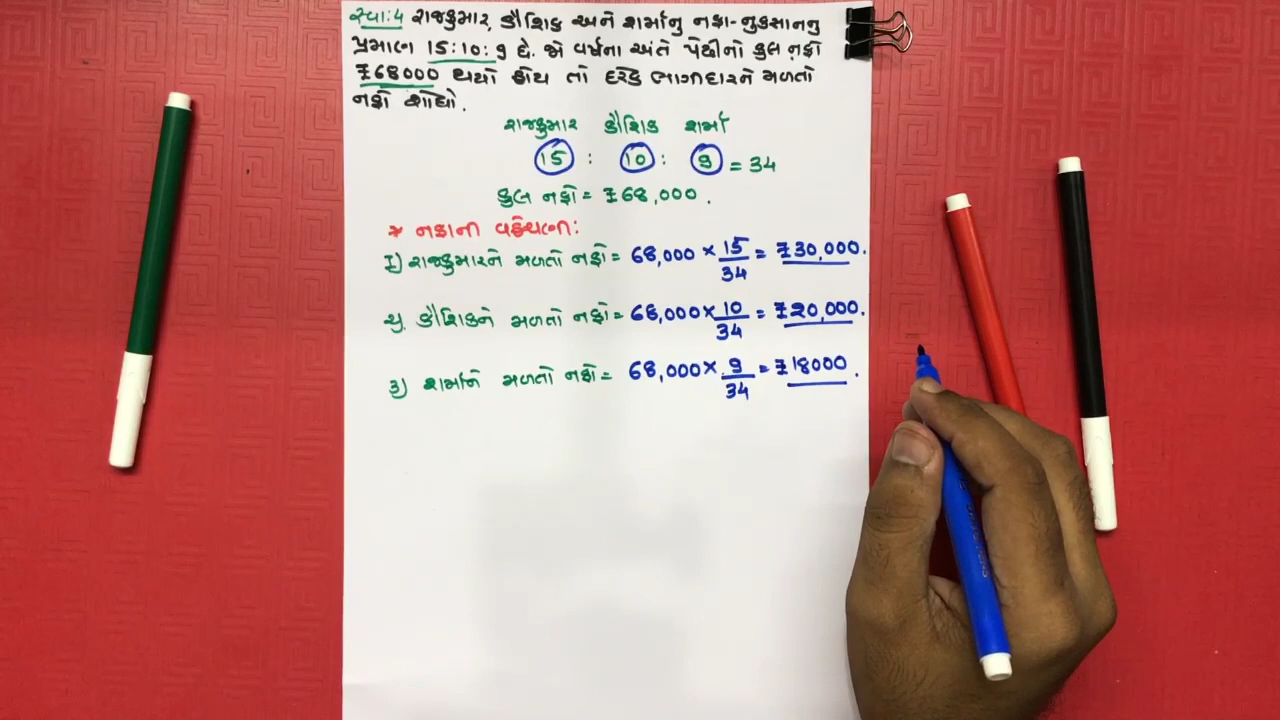 સ્વા:4 રાજકુમાર, કૌશિક અને શર્માનુ નફા-નુકસાનનુ
પ્રમાણ 15:10:9 છે. જો વર્ષના અંતે પેઢીનો કુલ નફો
₹68000 થયો હોય તો દરેક ભાગીદારને મળતો
નફો શોધો.
રાજકુમાર કૌશિક શર્મા
15 : 10 : 9 = 34
કુલ નફો = ₹68,000.
* નફાની વહેંચણી:
1) રાજકુમારને મળતો નફો = 68,000 × 15/34 = ₹30,000.
2) કૌશિકને મળતો નફો = 68,000 × 10/34 = ₹20,000.
3) શર્માને મળતો નફો = 68,000 × 9/34 = ₹18000.